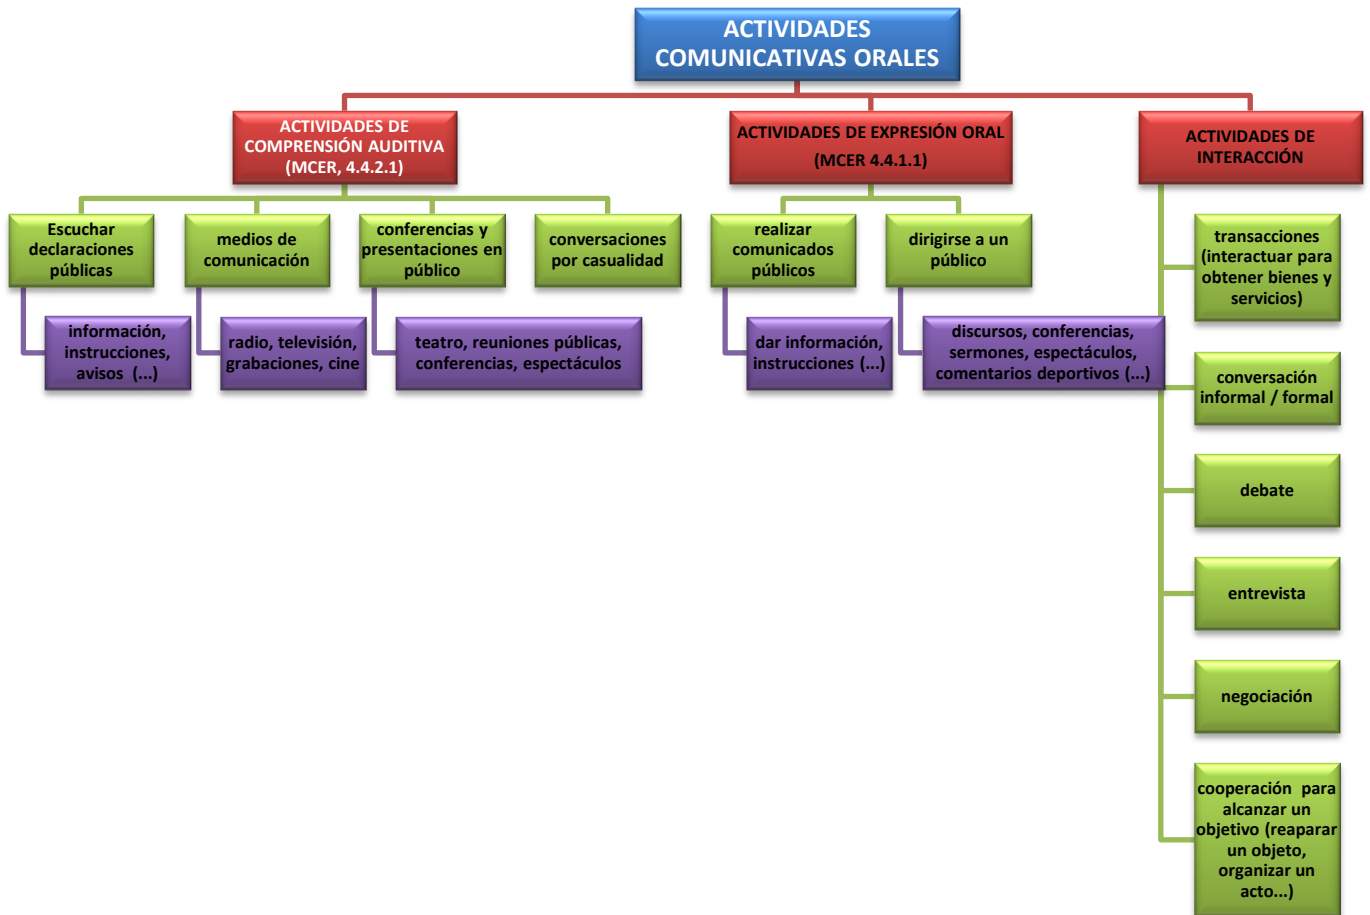 ACTIVIDADES
COMUNICATIVAS ORALES
ACTIVIDADES DE
COMPRENSIÓN AUDITIVA
(MCER, 4.4.2.1)
ACTIVIDADES DE EXPRESIÓN ORAL
(MCER 4.4.1.1)
ACTIVIDADES DE
INTERACCIÓN
Escuchar
declaraciones
públicas
medios de
comunicación
conferencias y
presentaciones en
público
conversaciones
por casualidad
realizar
comunicados
públicos
dirigirse a un
público
información,
instrucciones,
avisos (...)
radio, televisión,
grabaciones, cine
teatro, reuniones públicas,
conferencias, espectáculos
dar información,
instrucciones (...)
discursos, conferencias,
sermones, espectáculos,
comentarios deportivos (...)
transacciones
(interactuar para
obtener bienes y
servicios)
conversación
informal / formal
debate
entrevista
negociación
cooperación para
alcanzar un
objetivo (reaparar
un objeto,
organizar un
acto...)